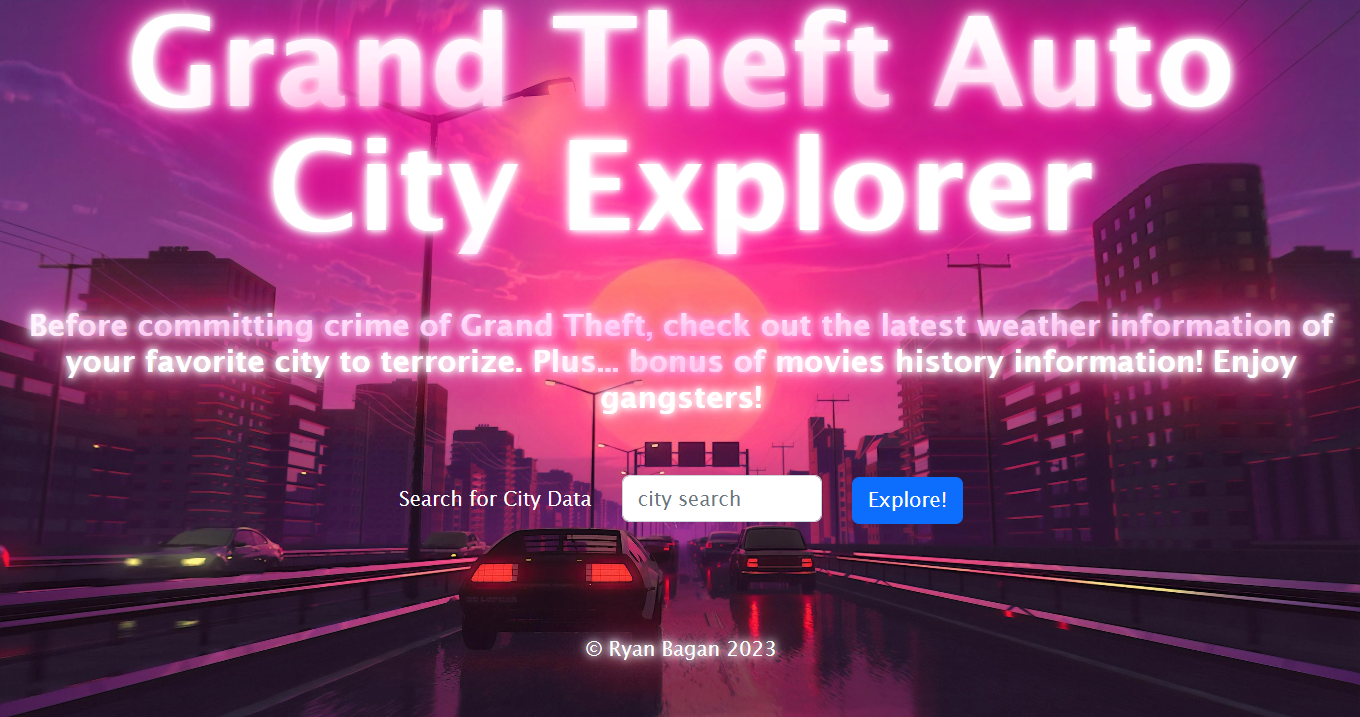 Grand Theft Auto
City Explorer
Before committing crime of Grand Theft, check out the latest weather information of
your favorite city to terrorize. Plus... bonus of movies history information! Enjoy
gangsters!
Search for City Data city search Explore!
© Ryan Bagan 2023